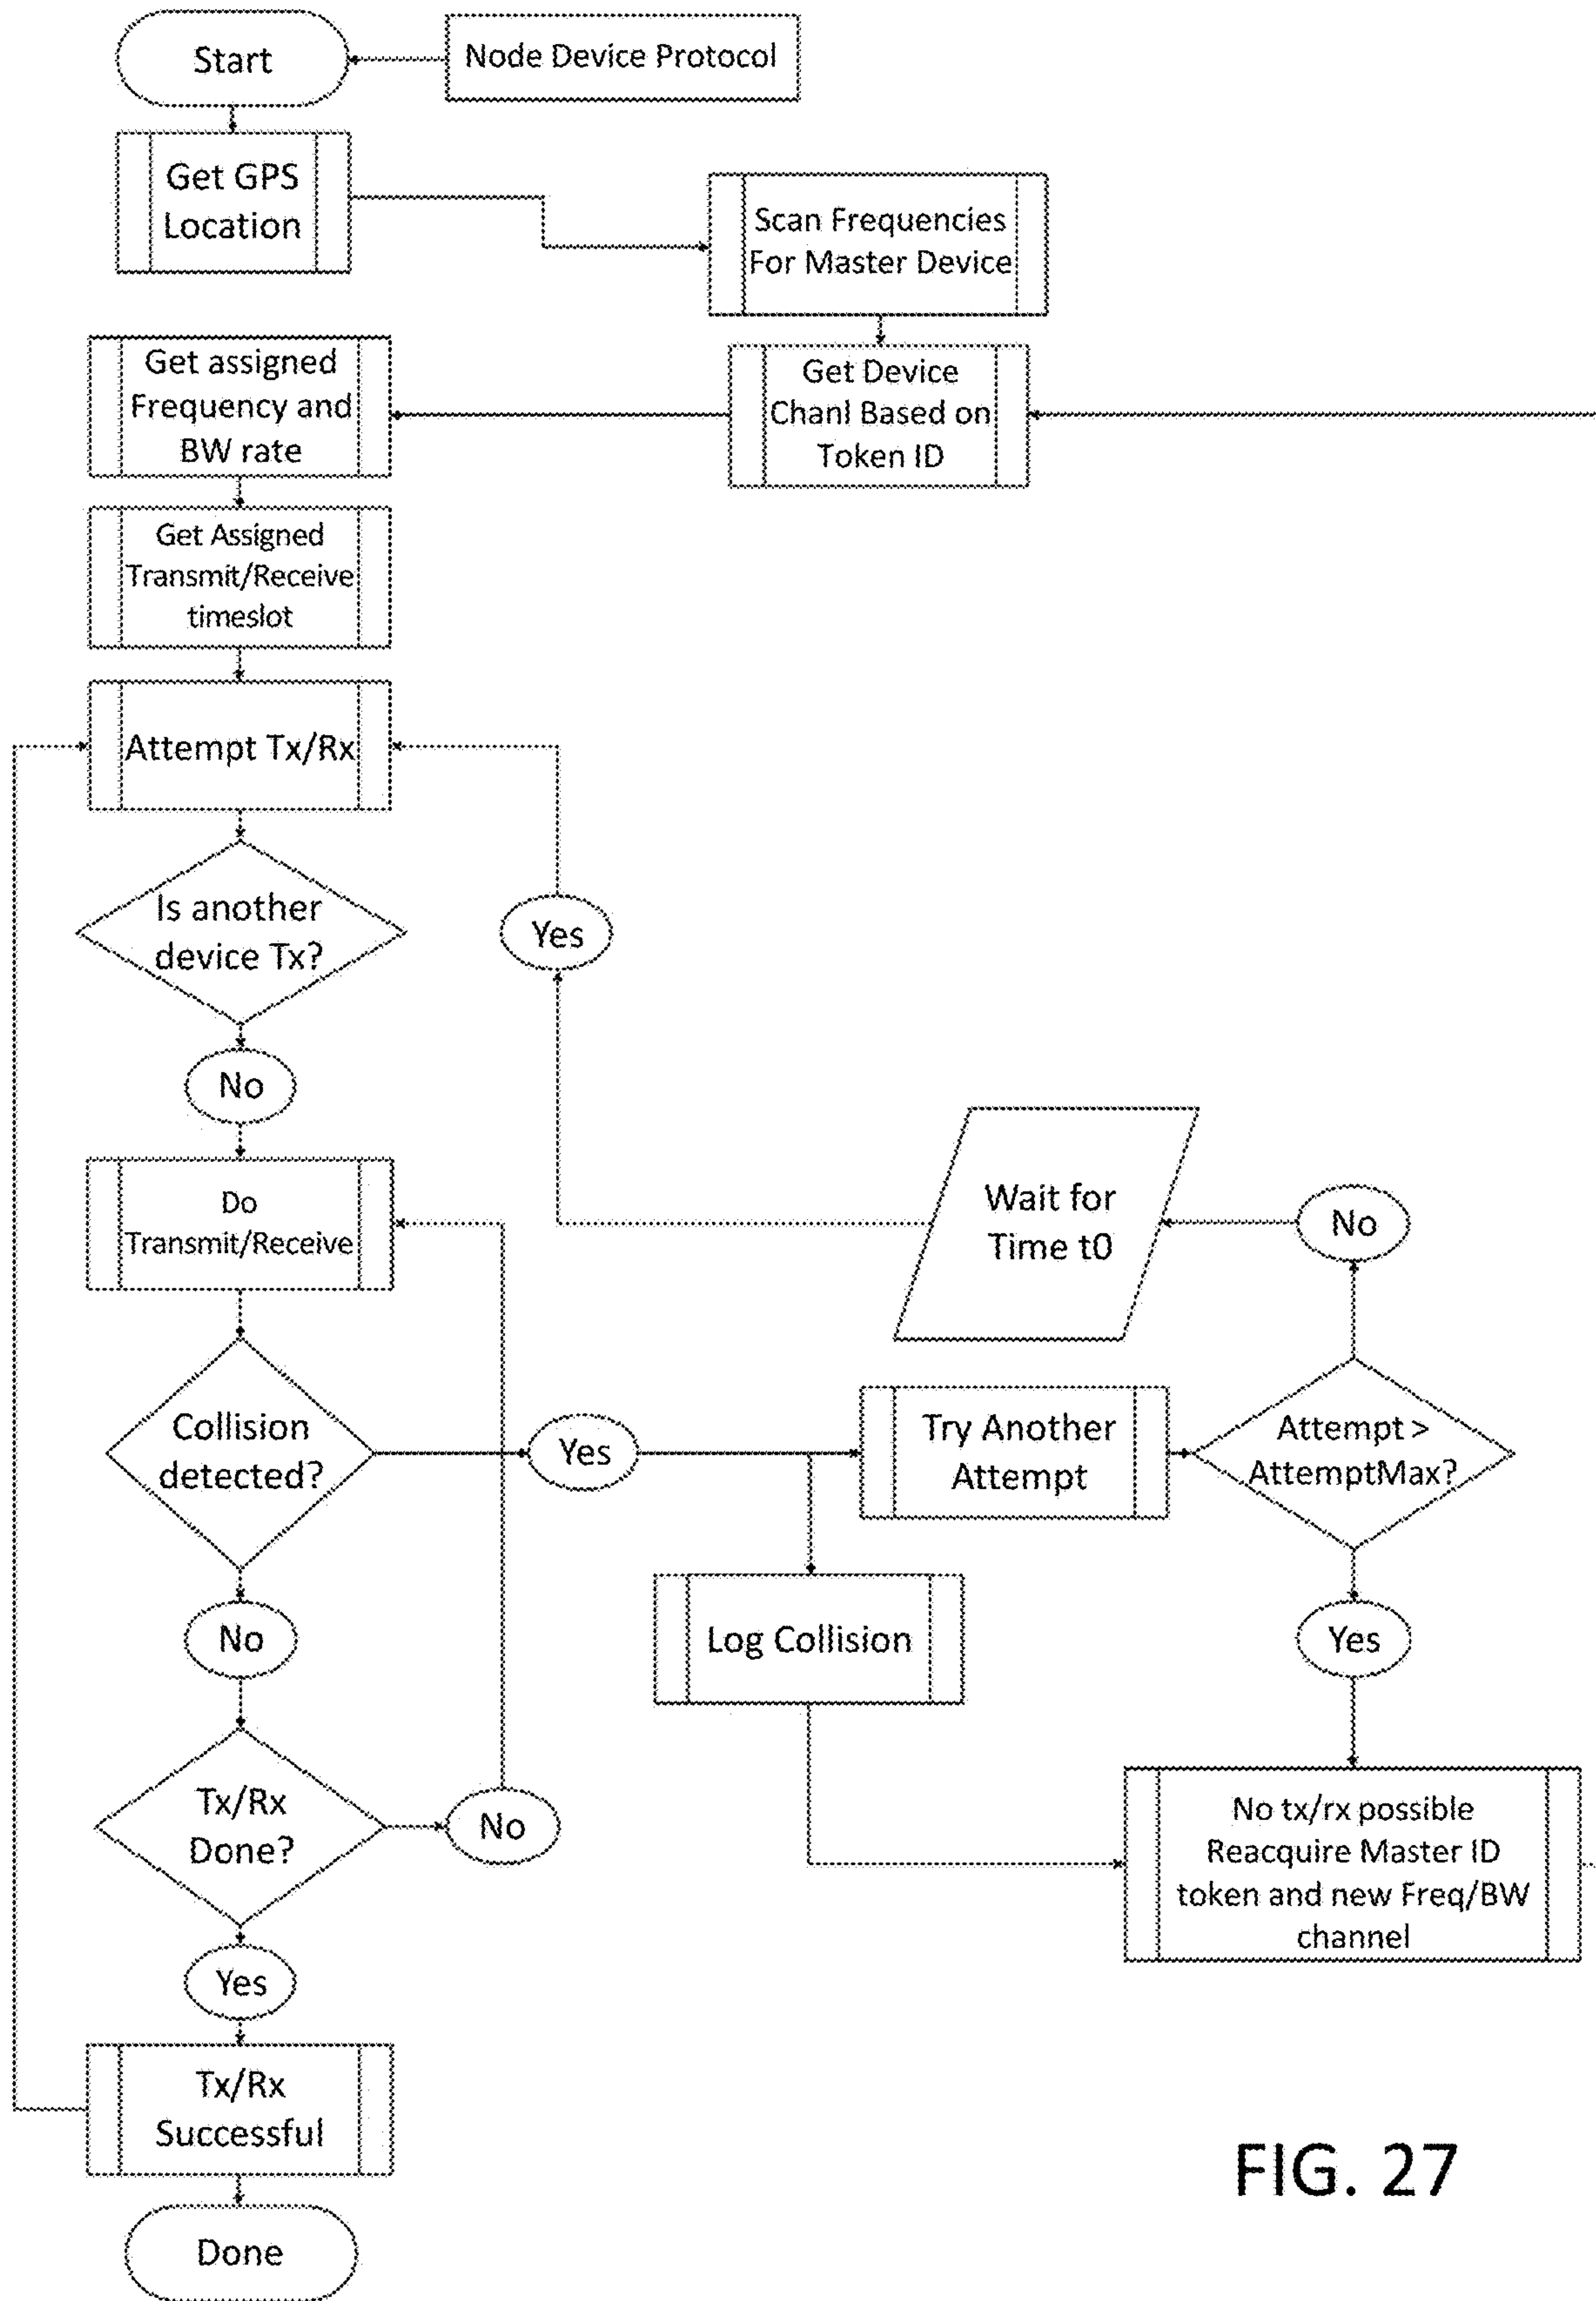 Start
Node Device Protocol
Get GPS
Location
Scan Frequencies
For Master Device
Get assigned
Frequency and
BW rate
Get Device
Chanl Based on
Token ID
Get Assigned
Transmit/Receive
timeslot
Attempt Tx/Rx
Is another
device Tx?
Yes
No
Do
Transmit/Receive
Wait for
Time t0
No
Collision
detected?
Yes
Try Another
Attempt
Attempt >
AttemptMax?
No
Log Collision
Yes
Tx/Rx
Done?
No
No tx/rx possible
Reacquire Master ID
token and new Freq/BW
channel
Yes
Tx/Rx
Successful
Done
FIG. 27